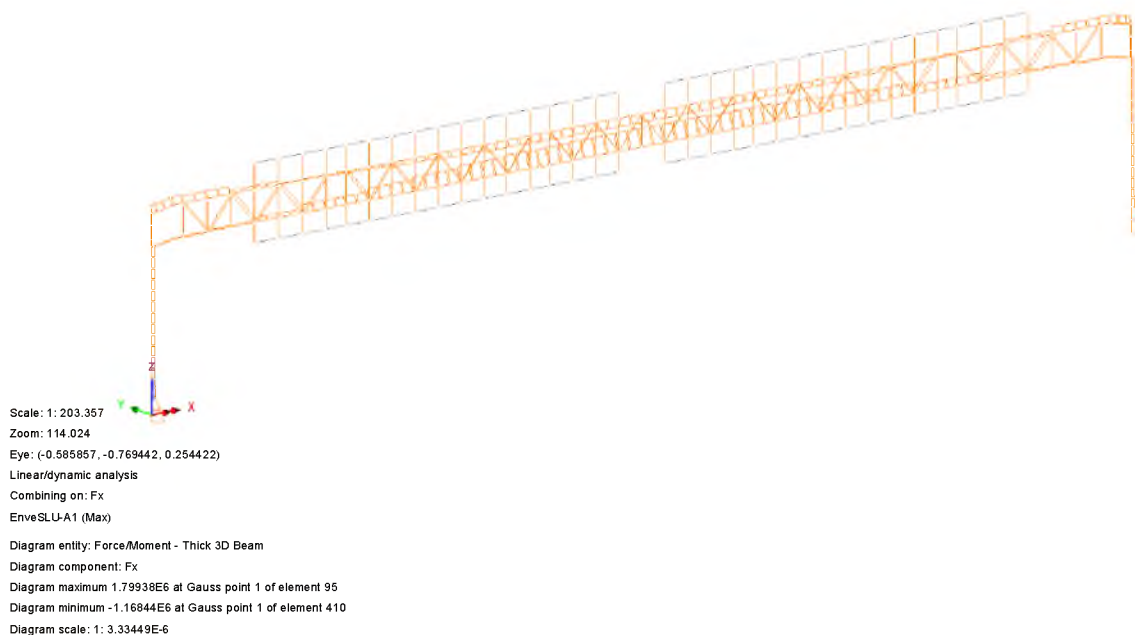 Z
Y
X
Scale: 1: 203.357
Zoom: 114.024
Eye: (-0.585857, -0.769442, 0.254422)
Linear/dynamic analysis
Combining on: Fx
EnveSLU-A1 (Max)
Diagram entity: Force/Moment - Thick 3D Beam
Diagram component: Fx
Diagram maximum 1.79938E6 at Gauss point 1 of element 95
Diagram minimum -1.16844E6 at Gauss point 1 of element 410
Diagram scale: 1: 3.33449E-6